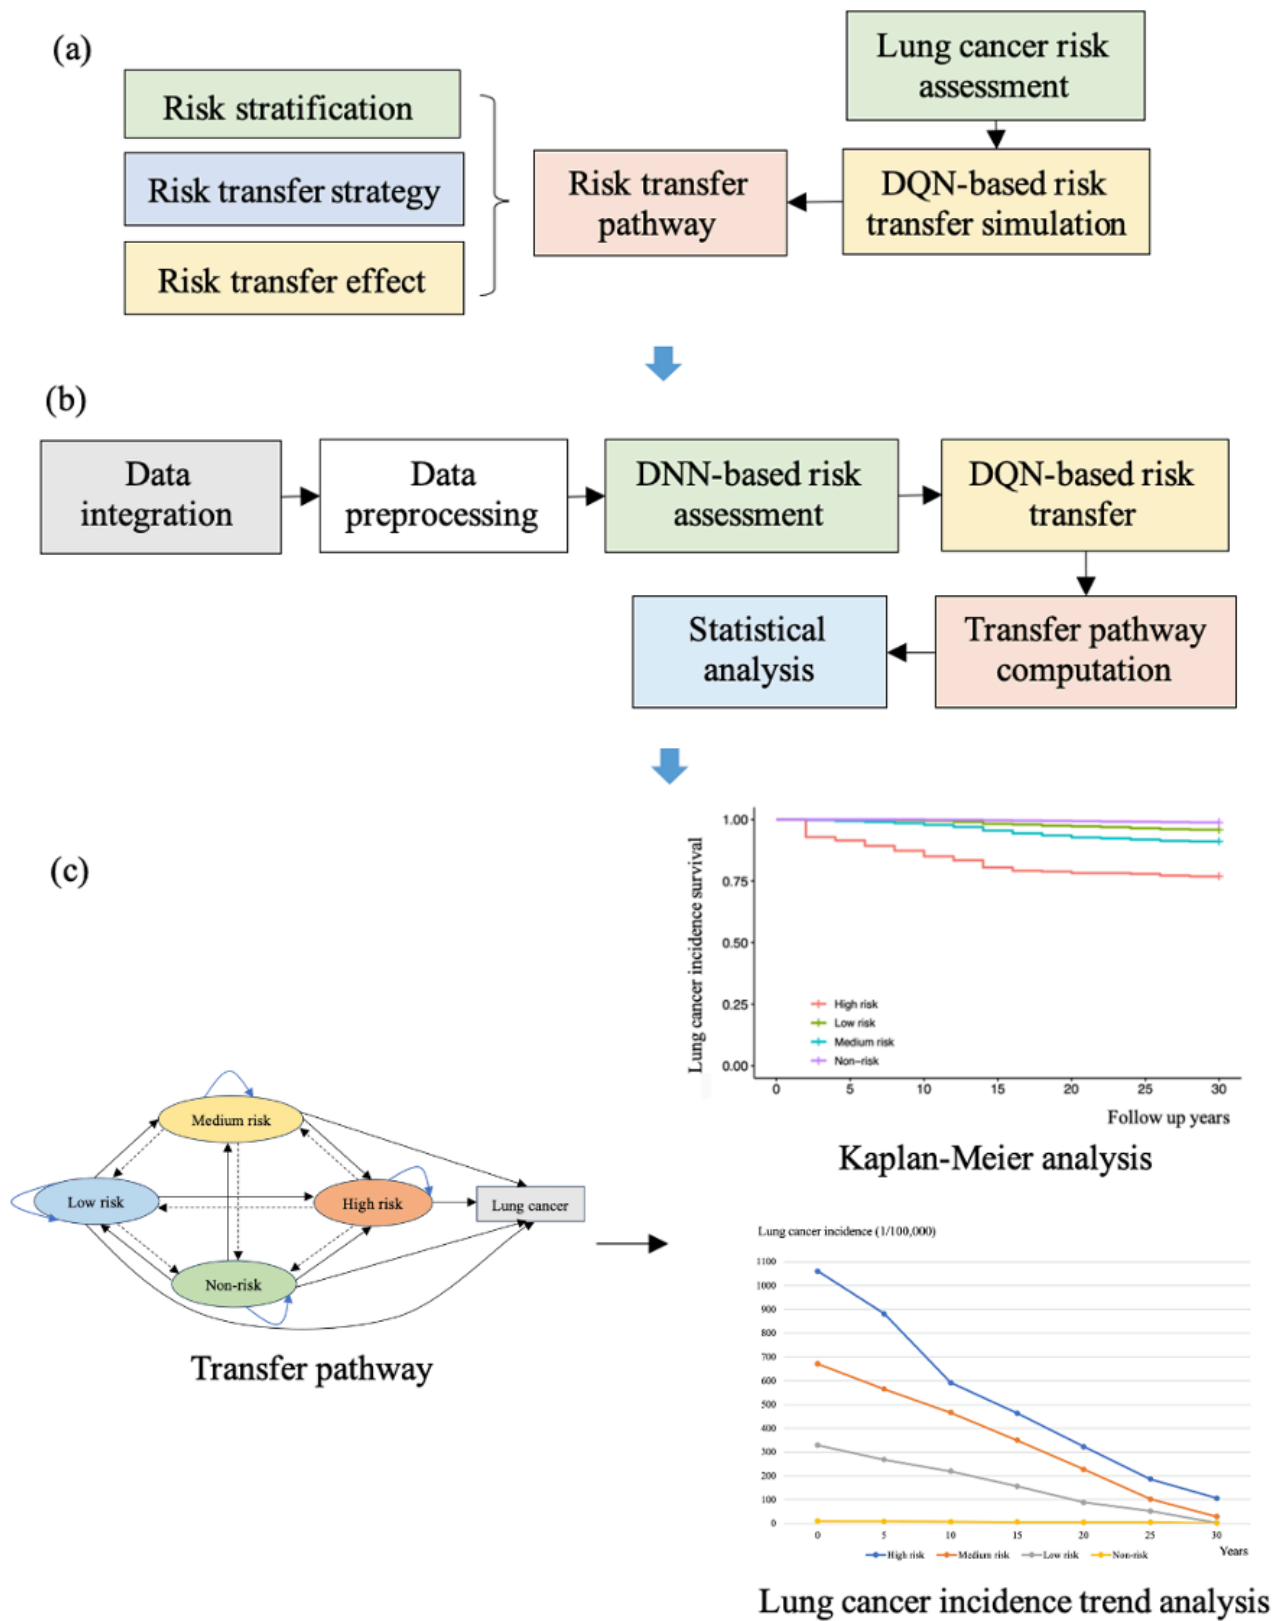 (a)
Lung cancer risk
assessment
Risk stratification
Risk transfer strategy
Risk transfer effect
Risk transfer
pathway
DQN-based risk
transfer simulation
(b)
Data
integration
Data
preprocessing
DNN-based risk
assessment
DQN-based risk
transfer
Statistical
analysis
Transfer pathway
computation
(c)
Lung cancer incidence survival
1.00
0.75
0.50
0.25
0.00
High risk
Low risk
Medium risk
Non-risk
0 5 10 15 20 25 30
Follow up years
Kaplan-Meier analysis
Medium risk
Low risk
High risk
Lung cancer
Non-risk
Transfer pathway
Lung cancer incidence (1/100,000)
1100
1000
900
800
700
600
500
400
300
200
100
0
0 5 10 15 20 25 30
Years
High risk Medium risk Low risk Non-risk
Lung cancer incidence trend analysis